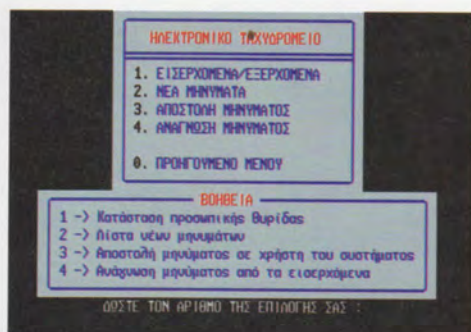 ΗΛΕΚΤΡΟΝΙΚΟ ΤΑΧΥΔΡΟΜΕΙΟ
1. ΕΙΣΕΡΧΟΜΕΝΑ/ΕΞΕΡΧΟΜΕΝΑ
2. ΝΕΑ ΜΗΝΥΜΑΤΑ
3. ΑΠΟΣΤΟΛΗ ΜΗΝΥΜΑΤΟΣ
4. ΑΝΑΓΝΩΣΗ ΜΗΝΥΜΑΤΟΣ
0. ΠΡΟΗΓΟΥΜΕΝΟ ΜΕΝΟΥ
ΒΟΗΘΕΙΑ
1 -> Κατάσταση προσωπικής θυρίδας
2 -> Λίστα νέων μηνυμάτων
3 -> Αποστολή μηνύματος σε χρήστη του συστήματος
4 -> Ανάγνωση μηνύματος από τα εισερχόμενα
ΔΩΣΤΕ ΤΟΝ ΑΡΙΘΜΟ ΤΗΣ ΕΠΙΛΟΓΗΣ ΣΑΣ :